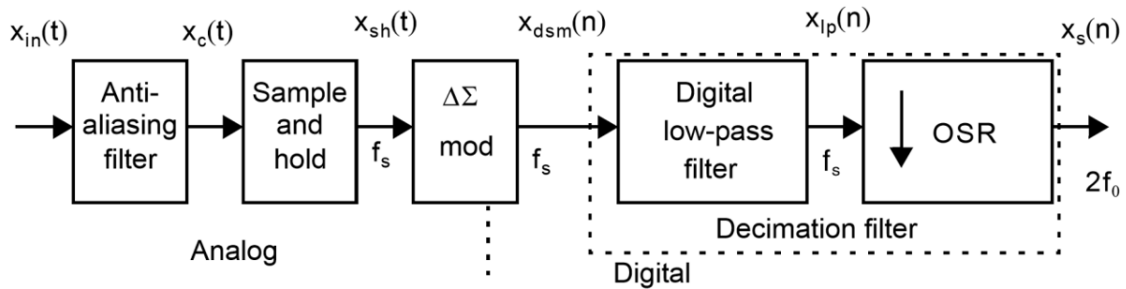 x_in(t)
x_c(t)
x_sh(t)
x_dsm(n)
x_lp(n)
x_s(n)
Anti-
aliasing
filter
Sample
and
hold
f_s
ΔΣ
mod
f_s
Digital
low-pass
filter
f_s
OSR
2f_0
Decimation filter
Analog
Digital